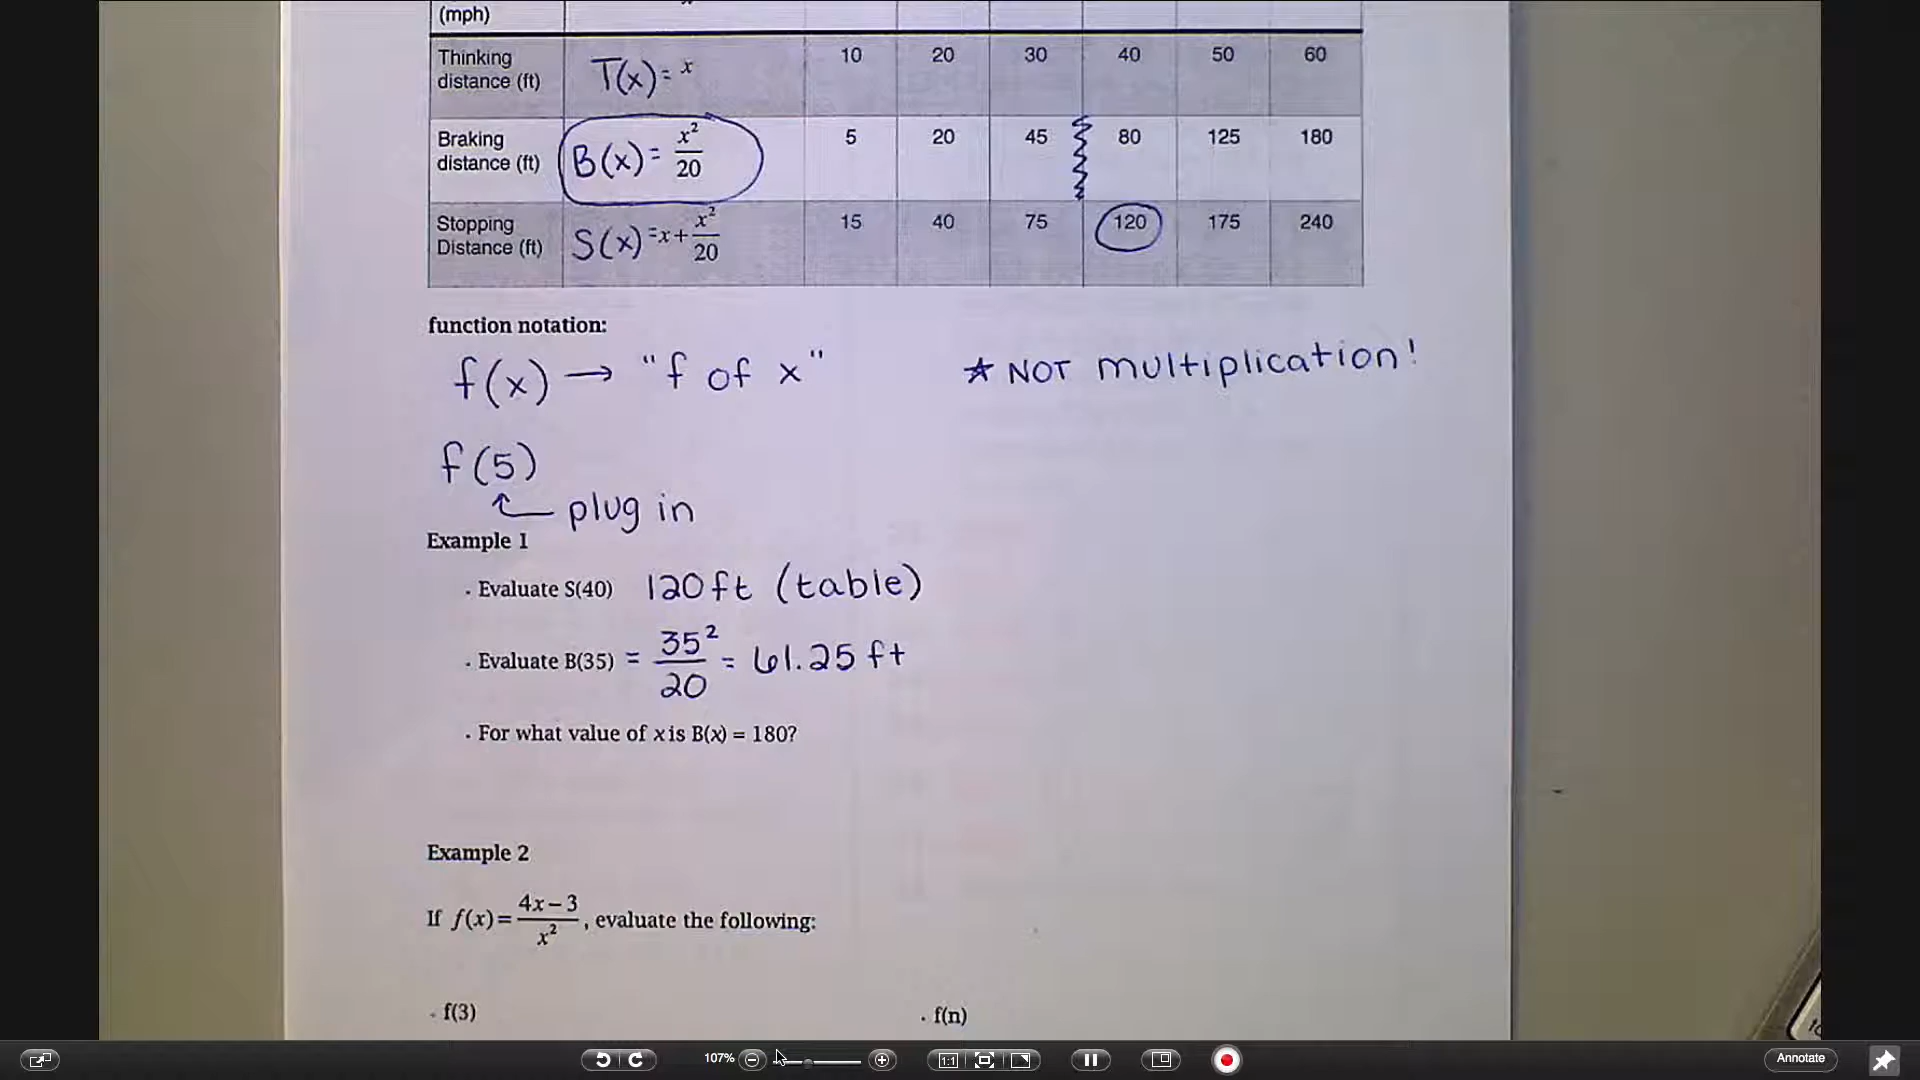 (mph)
Thinking distance (ft) T(x) = x 10 20 30 40 50 60
Braking distance (ft) B(x) = x²/20 5 20 45 80 125 180
Stopping Distance (ft) S(x) = x + x²/20 15 40 75 120 175 240
function notation:
f(x) → "f of x" ★ NOT multiplication!
f(5)
plug in
Example 1
. Evaluate S(40) 120 ft (table)
. Evaluate B(35) = 35²/20 = 61.25 ft
. For what value of x is B(x) = 180?
Example 2
If f(x) = 4x – 3/x², evaluate the following:
. f(3) . f(n)
107% 1:1 Annotate